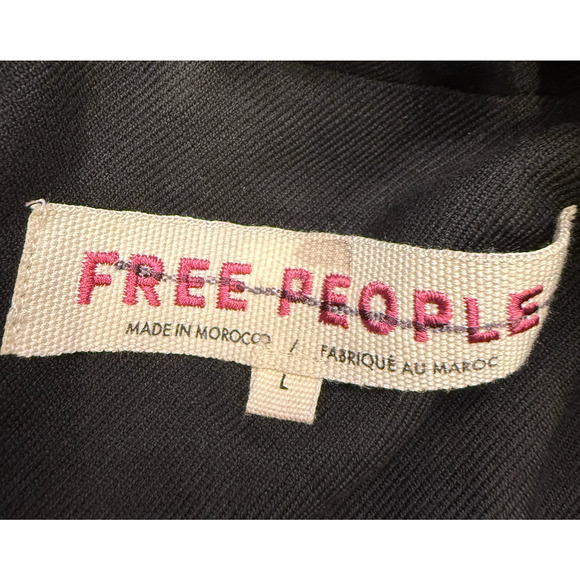 FREE PEOPLE
MADE IN MOROCCO / FABRIQUÉ AU MAROC
L